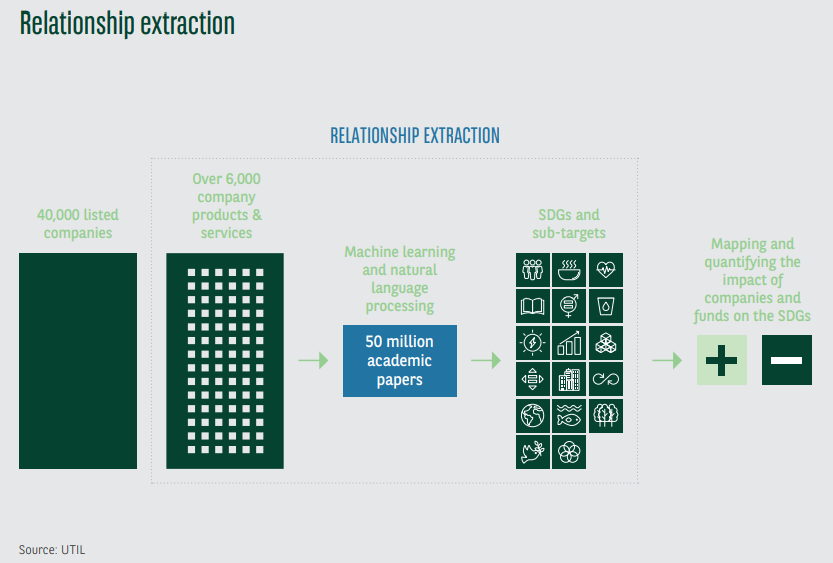 Relationship extraction
RELATIONSHIP EXTRACTION
40,000 listed
companies
Over 6,000
company
products &
services
Machine learning
and natural
language
processing
50 million
academic
papers
SDGs and
sub-targets
Mapping and
quantifying the
impact of
companies and
funds on the SDGs
Source: UTIL